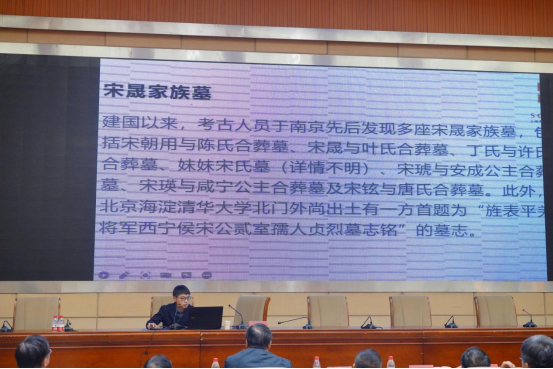 宋晟家族墓
建国以来，考古人员于南京先后发现多座宋晟家族墓，包
括宋朝用与陈氏合葬墓、宋晟与叶氏合葬墓、丁氏与许氏
合葬墓、妹妹宋氏墓（详情不明）、宋琥与安成公主合葬
墓、宋瑛与咸宁公主合葬墓及宋铉与唐氏合葬墓。此外，
北京海淀清华大学北门外尚出土有一方首题为“旌表平羌
将军西宁侯宋公贰室孺人贞烈墓志铭”的墓志。